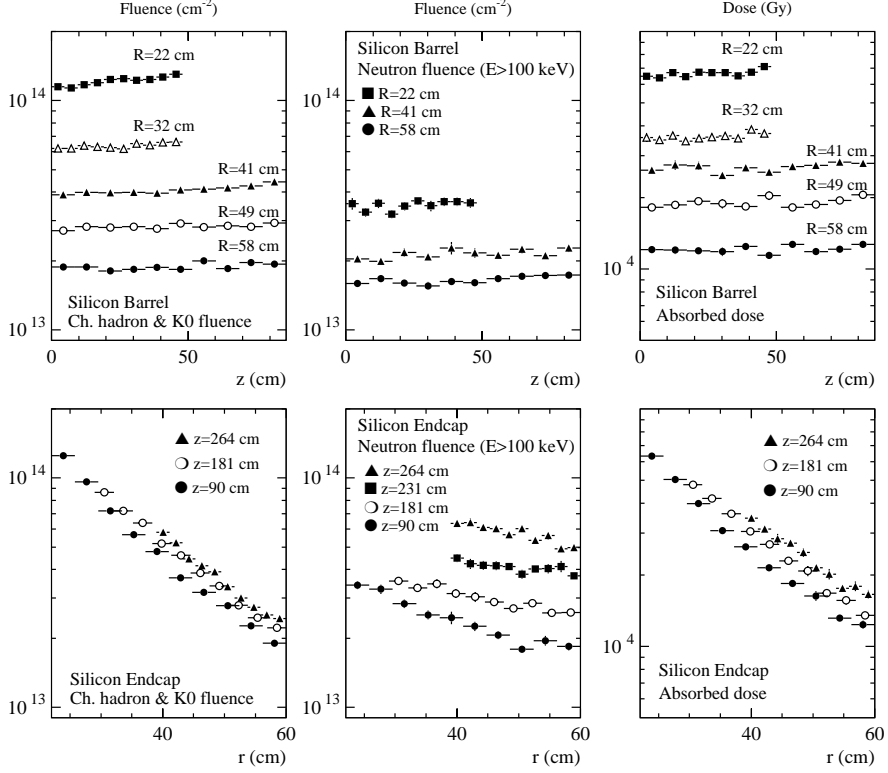 Fluence (cm⁻²)
R=22 cm
10¹⁴
R=32 cm
R=41 cm
R=49 cm
R=58 cm
Silicon Barrel
Ch. hadron & K0 fluence
10¹³
0
50
z (cm)
Fluence (cm⁻²)
Silicon Barrel
Neutron fluence (E>100 keV)
R=22 cm
R=41 cm
R=58 cm
10¹⁴
10¹³
0
50
z (cm)
Dose (Gy)
R=22 cm
R=32 cm
R=41 cm
R=49 cm
R=58 cm
10⁴
Silicon Barrel
Absorbed dose
0
50
z (cm)
z=264 cm
z=181 cm
z=90 cm
10¹⁴
Silicon Endcap
Ch. hadron & K0 fluence
10¹³
40
60
r (cm)
Silicon Endcap
Neutron fluence (E>100 keV)
z=264 cm
z=231 cm
z=181 cm
z=90 cm
10¹⁴
10¹³
40
60
r (cm)
z=264 cm
z=181 cm
z=90 cm
10⁴
Silicon Endcap
Absorbed dose
40
60
r (cm)